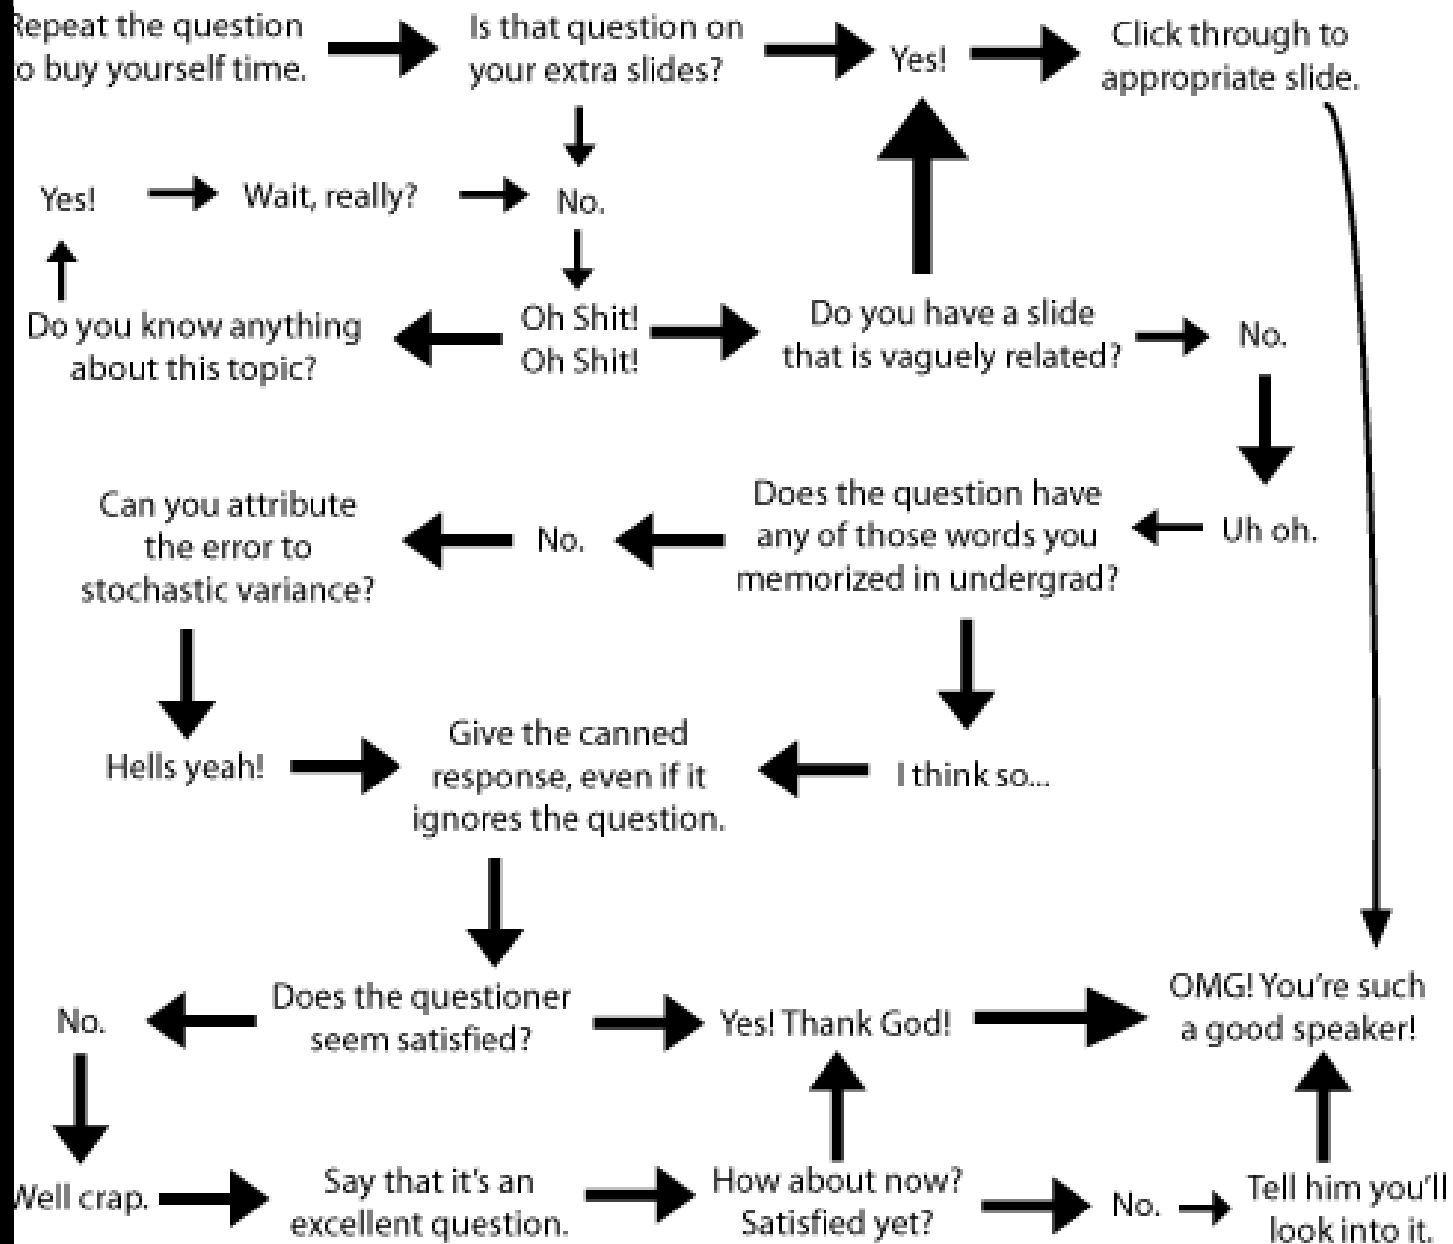 Repeat the question
to buy yourself time.
Is that question on
your extra slides?
Yes!
Click through to
appropriate slide.
Yes!
Wait, really?
No.
Do you know anything
about this topic?
Oh Shit!
Oh Shit!
Do you have a slide
that is vaguely related?
No.
Can you attribute
the error to
stochastic variance?
No.
Does the question have
any of those words you
memorized in undergrad?
Uh oh.
Hells yeah!
Give the canned
response, even if it
ignores the question.
I think so...
No.
Does the questioner
seem satisfied?
Yes! Thank God!
OMG! You're such
a good speaker!
Well crap.
Say that it's an
excellent question.
How about now?
Satisfied yet?
No.
Tell him you'll
look into it.